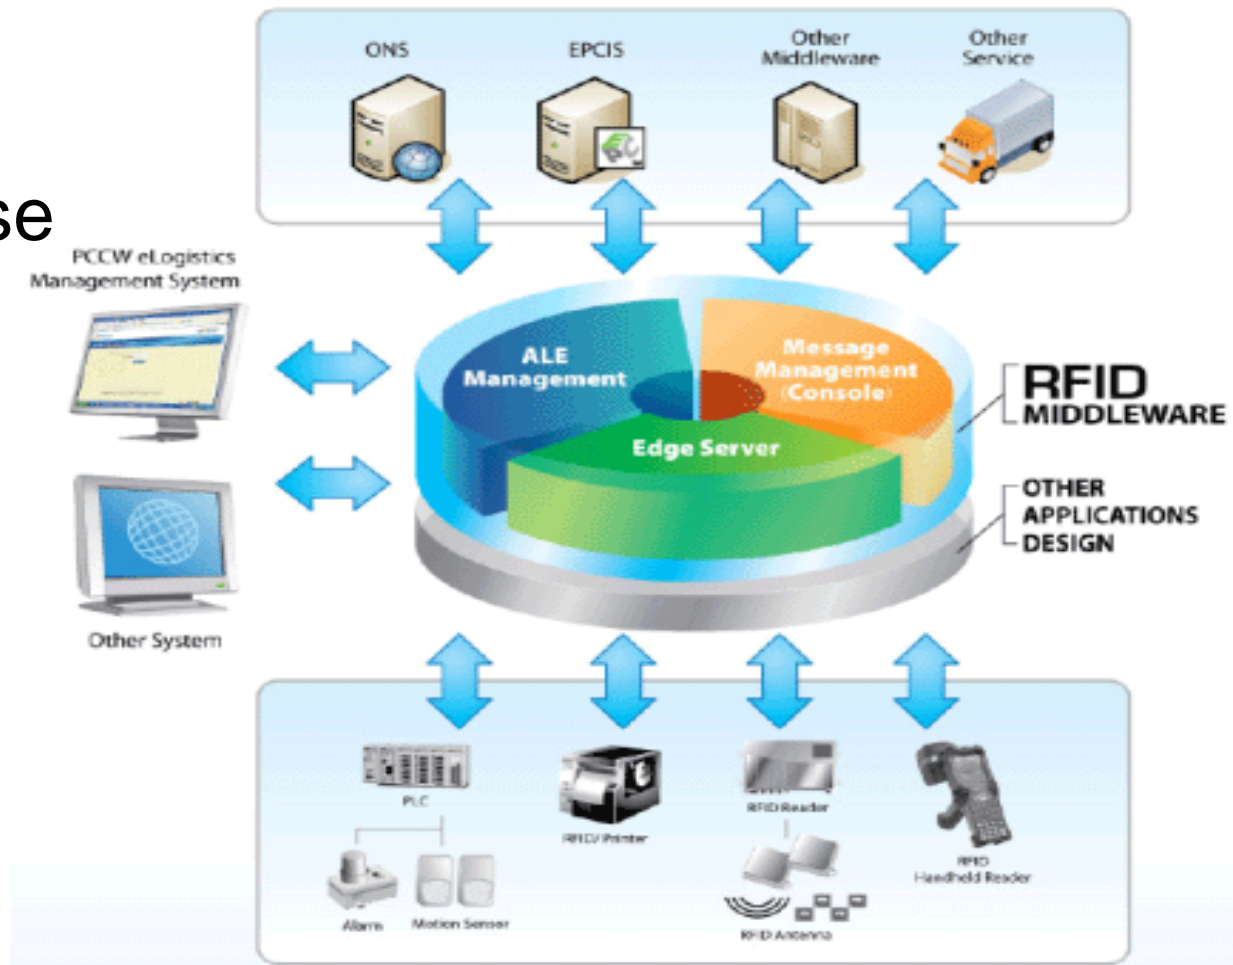 ONS
EPCIS
Other
Middleware
Other
Service
se
PCCW eLogistics
Management System
ALE
Management
Message
Management
(Console)
Edge Server
RFID
MIDDLEWARE
OTHER
APPLICATIONS
DESIGN
Other System
PLC
RFID/ Printer
RFID Reader
RFID
Handheld Reader
Alarm
Motion Sensor
RFID Antenna